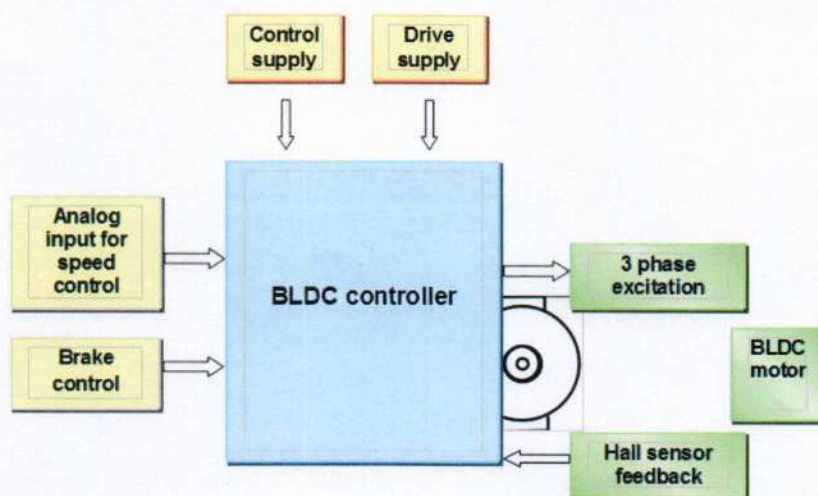 Control
supply
Drive
supply
Analog
input for
speed
control
BLDC controller
3 phase
excitation
Brake
control
BLDC
motor
Hall sensor
feedback